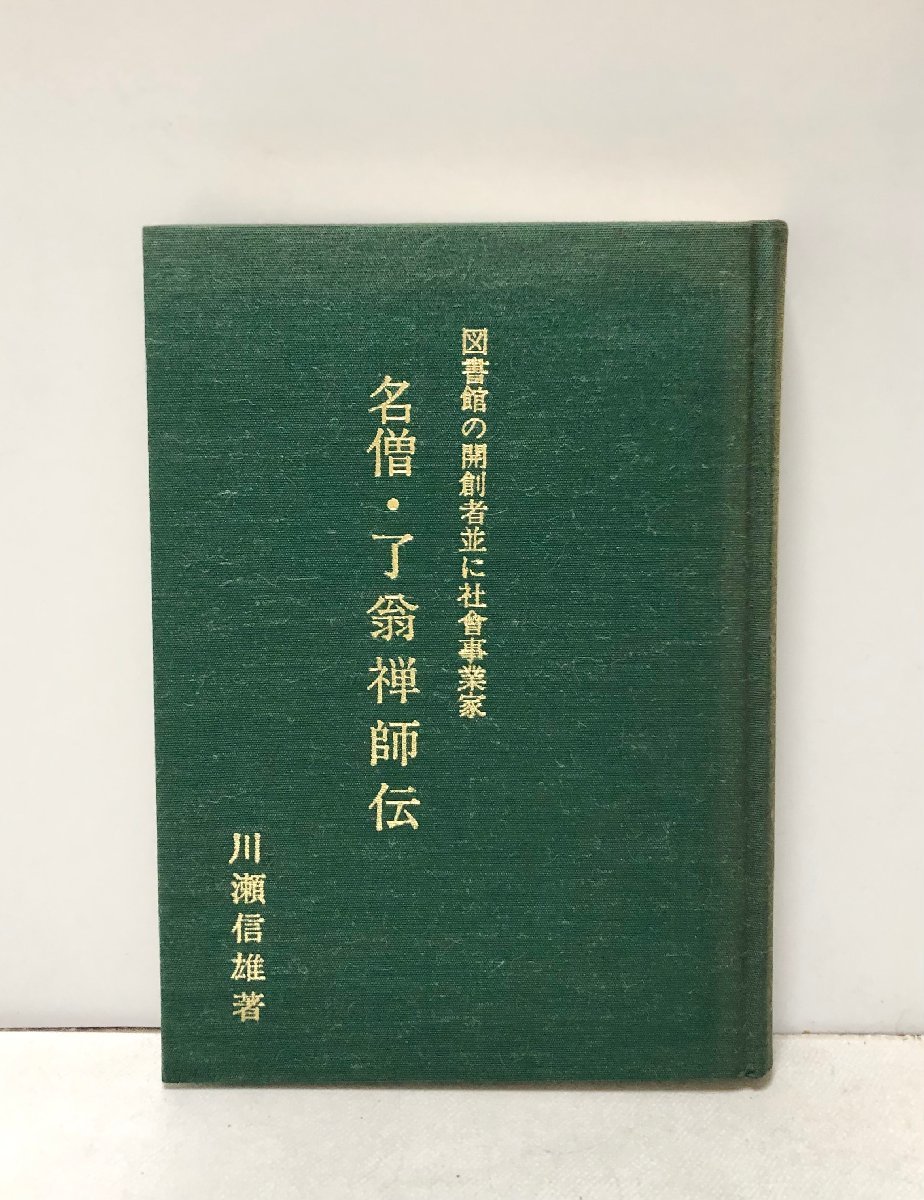 図書館の開創者並に社會事業家
名僧・了翁禅師伝
川瀬信雄著